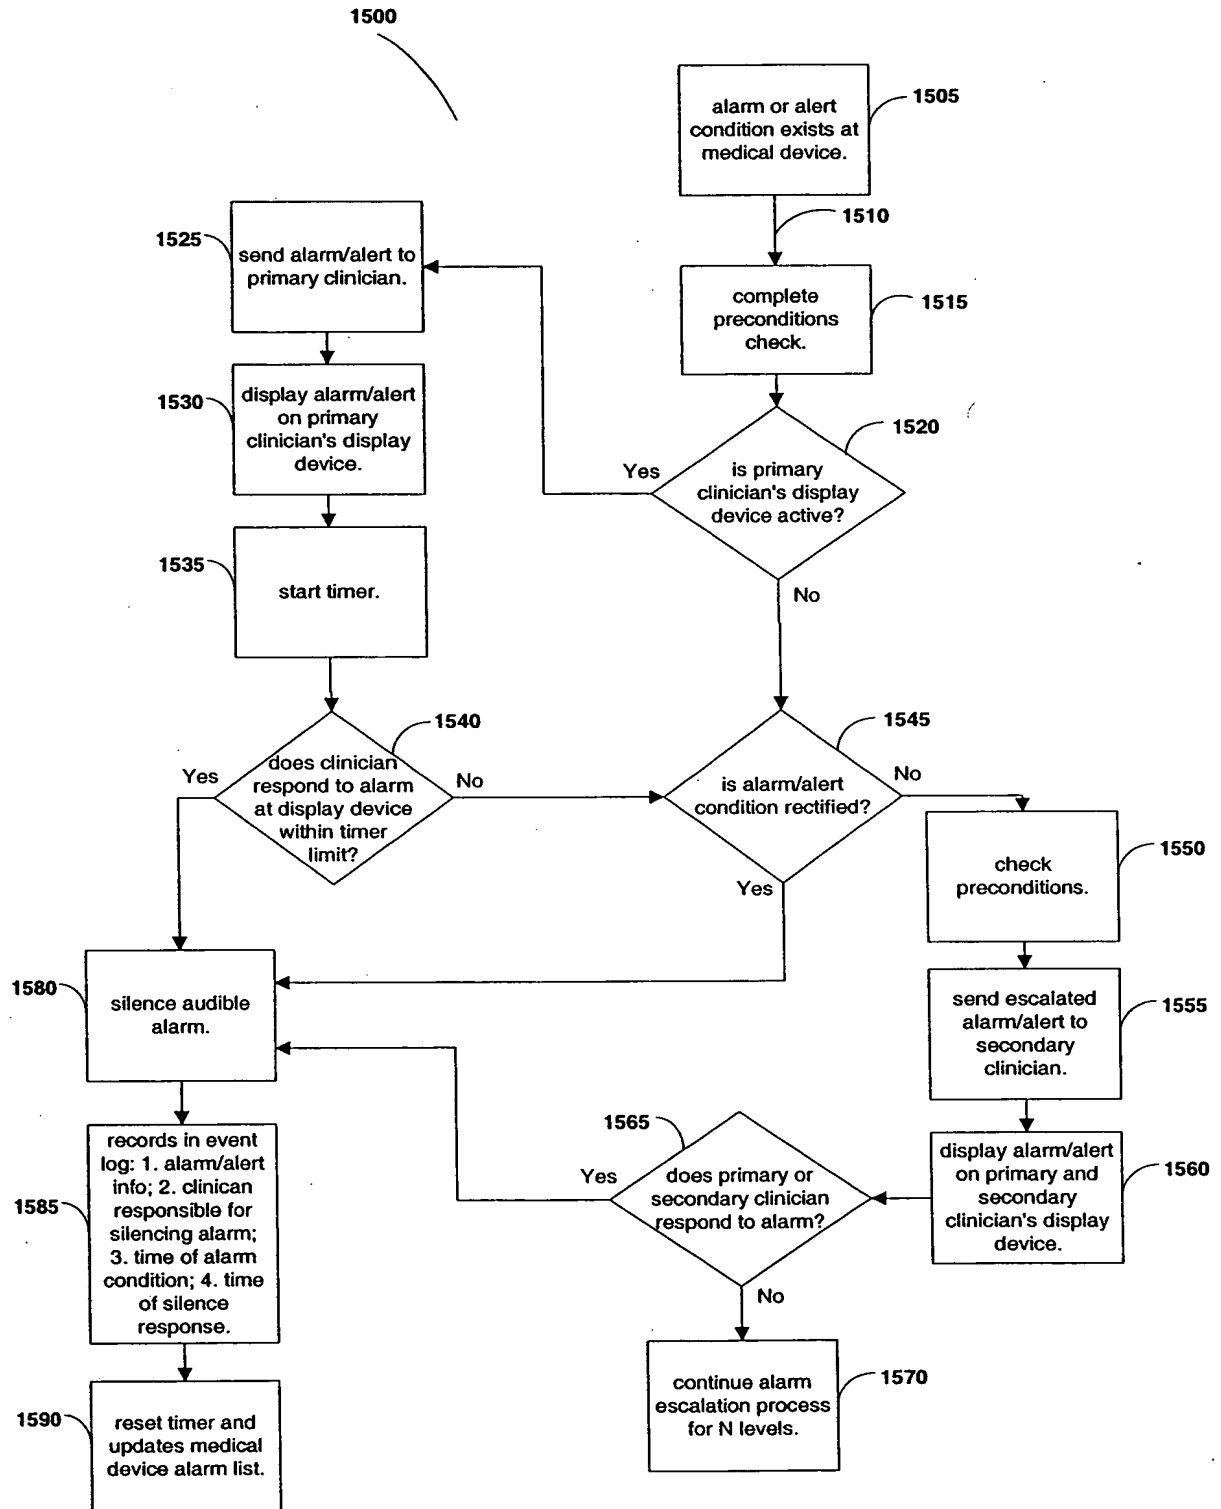 1500
alarm or alert
condition exists at
medical device.
1505
1510
1525
send alarm/alert to
primary clinician.
complete
preconditions
check.
1515
1530
display alarm/alert
on primary
clinician's display
device.
1520
Yes
is primary
clinician's display
device active?
No
1535
start timer.
1540
does clinician
respond to alarm
at display device
within timer
limit?
Yes
No
1545
is alarm/alert
condition rectified?
No
Yes
1550
check
preconditions.
1580
silence audible
alarm.
send escalated
alarm/alert to
secondary
clinician.
1555
1585
records in event
log: 1. alarm/alert
info; 2. clinican
responsible for
silencing alarm;
3. time of alarm
condition; 4. time
of silence
response.
1565
Yes
does primary or
secondary clinician
respond to alarm?
No
display alarm/alert
on primary and
secondary
clinician's display
device.
1560
continue alarm
escalation process
for N levels.
1570
1590
reset timer and
updates medical
device alarm list.